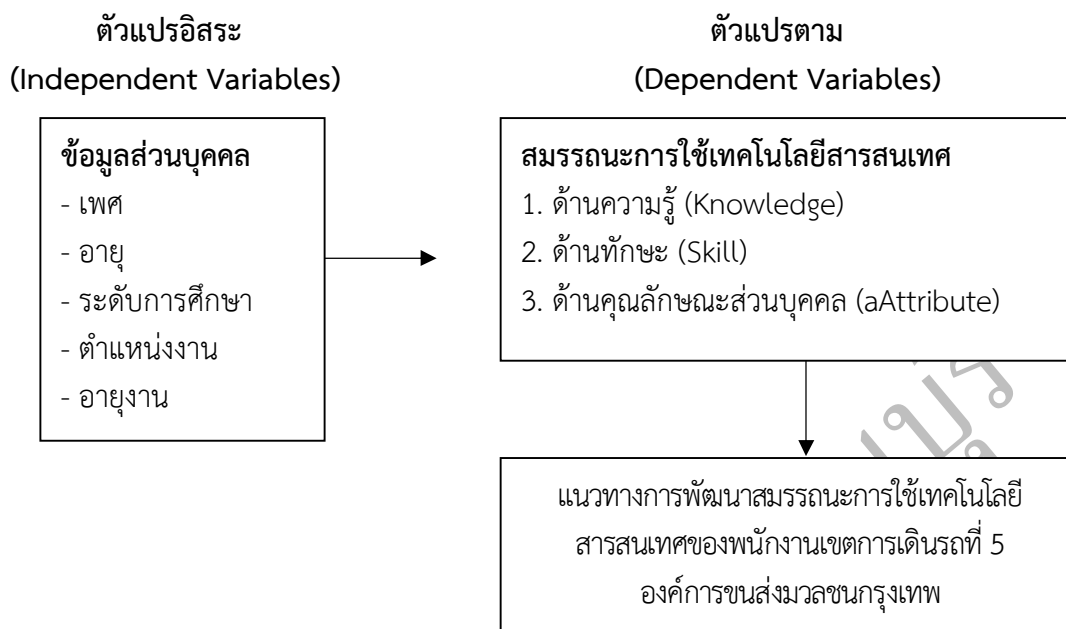 ตัวแปรอิสระ
(Independent Variables)
ข้อมูลส่วนบุคคล
- เพศ
- อายุ
- ระดับการศึกษา
- ตำแหน่งงาน
- อายุงาน
ตัวแปรตาม
(Dependent Variables)
สมรรถนะการใช้เทคโนโลยีสารสนเทศ
1. ด้านความรู้ (Knowledge)
2. ด้านทักษะ (Skill)
3. ด้านคุณลักษณะส่วนบุคคล (aAttribute)
แนวทางการพัฒนาสมรรถนะการใช้เทคโนโลยี
สารสนเทศของพนักงานเขตการเดินรถที่ 5
องค์การขนส่งมวลชนกรุงเทพ